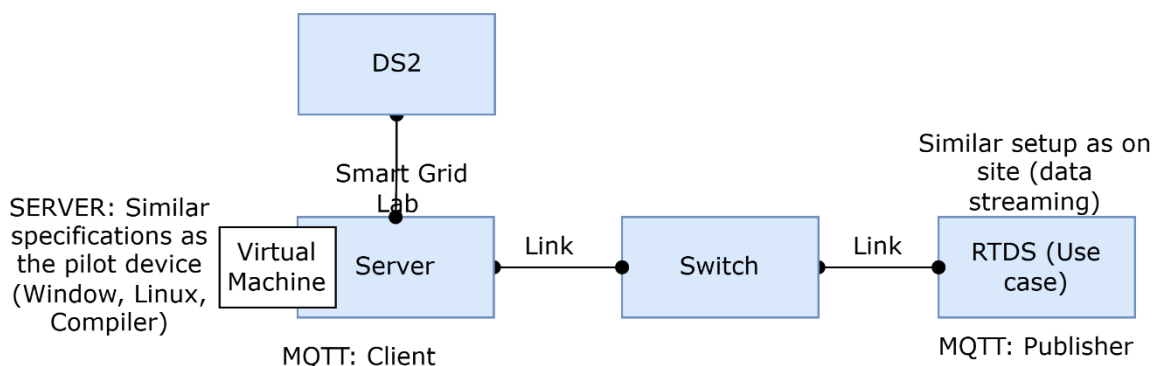 DS2
Smart Grid
Lab
SERVER: Similar
specifications as
the pilot device
(Window, Linux,
Compiler)
Virtual
Machine
Server
MQTT: Client
Link
Switch
Link
Similar setup as on
site (data
streaming)
RTDS (Use
case)
MQTT: Publisher